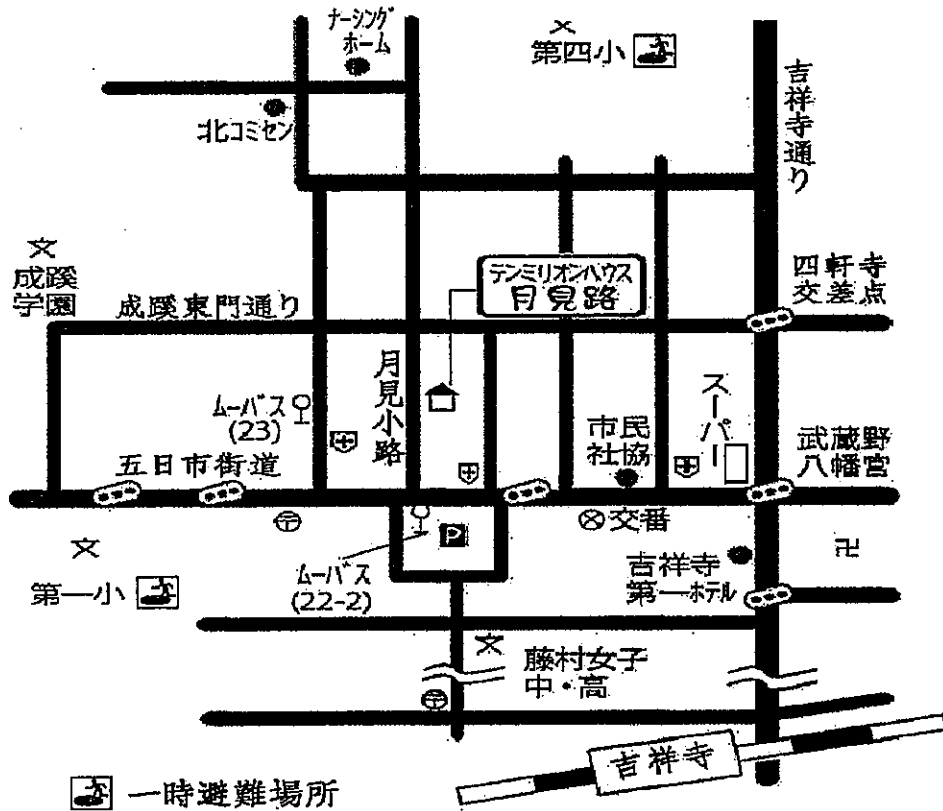 ナーシング
ホーム
文
第四小
吉祥寺通り
北コミセン
文
成蹊
学園
テンミリオンハウス
月見路
四軒寺
交差点
成蹊東門通り
月見小路
スーパー
ムーバス
(23)
市民
社協
武蔵野
八幡宮
五日市街道
〒
交番
P
文
卍
吉祥寺
第一ホテル
第一小
ムーバス
(22-2)
文
藤村女子
中・高
〒
吉祥寺
一時避難場所